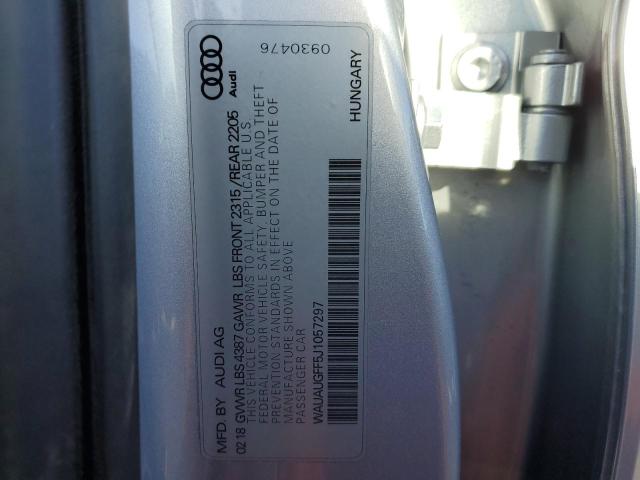 MFD. BY AUDI AG
Audi
0218 GVWR LBS 4387 GAWR LBS FRONT 2315 /REAR 2205
THIS VEHICLE CONFORMS TO ALL APPLICABLE U.S.
FEDERAL MOTOR VEHICLE SAFETY, BUMPER AND THEFT
PREVENTION STANDARDS IN EFFECT ON THE DATE OF
MANUFACTURE SHOWN ABOVE
PASSENGER CAR
WAUAUGFF5J1057297
HUNGARY
0930476